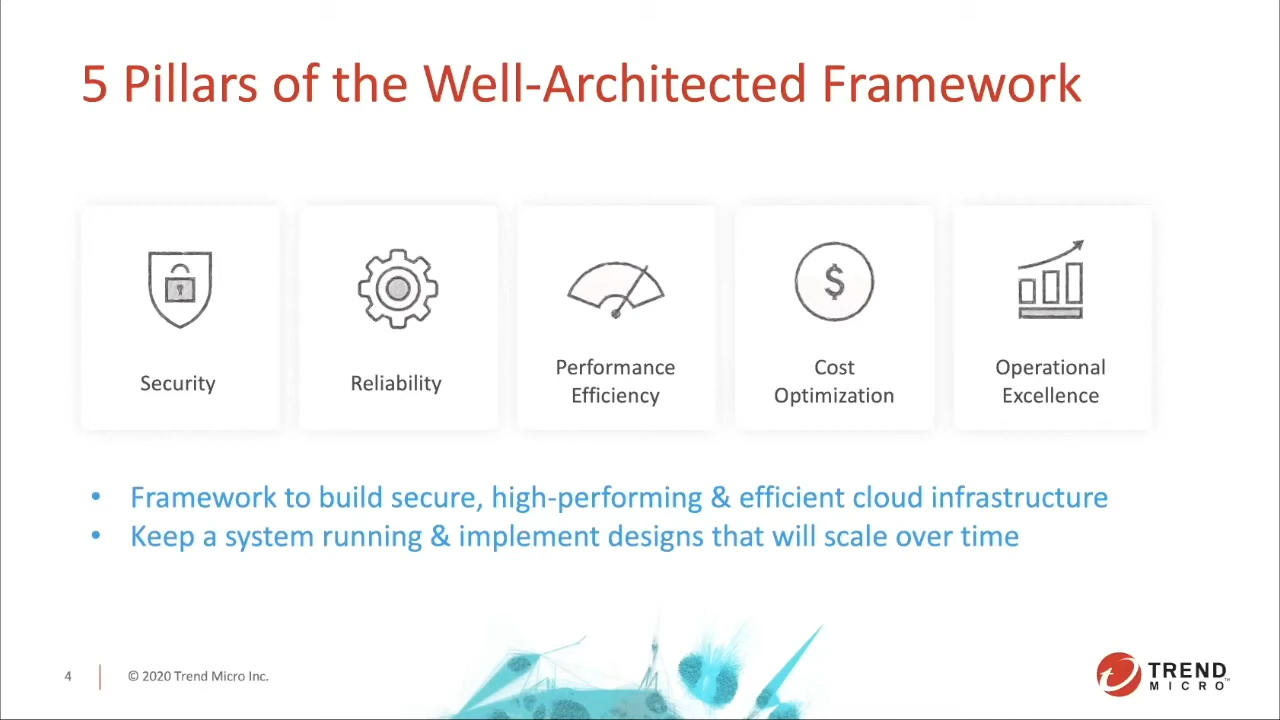 5 Pillars of the Well-Architected Framework
$
Security
Reliability
Performance
Efficiency
Cost
Optimization
Operational
Excellence
• Framework to build secure, high-performing & efficient cloud infrastructure
• Keep a system running & implement designs that will scale over time
4
© 2020 Trend Micro Inc.
TREND
MICRO™